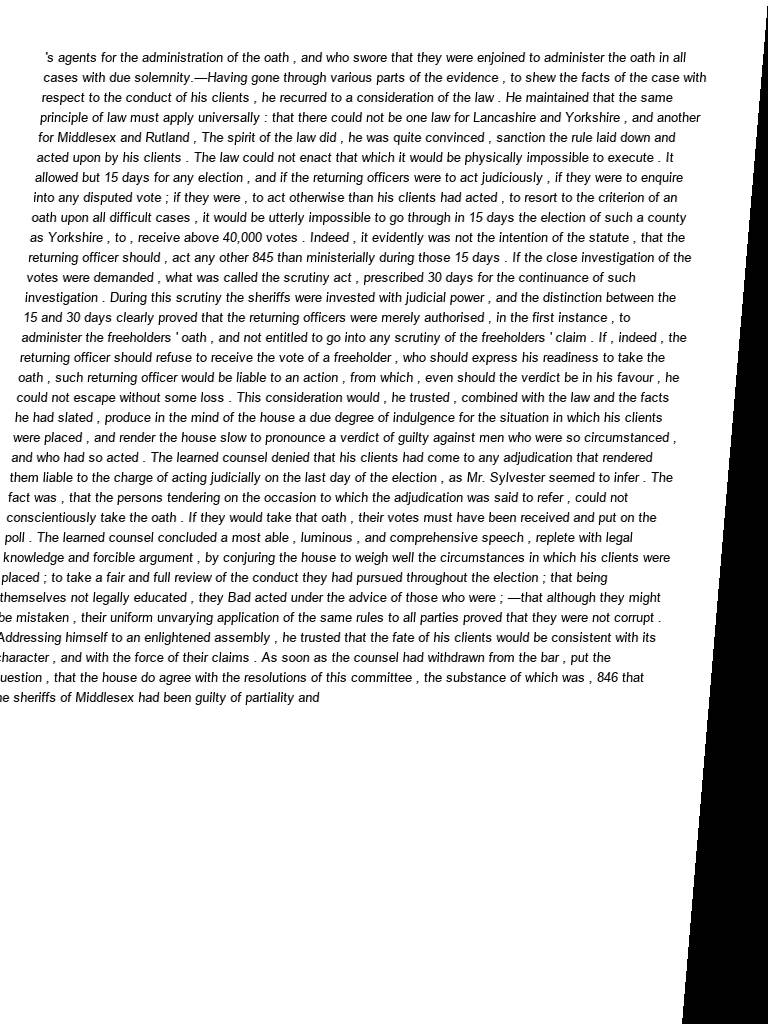 's agents for the administration of the oath , and who swore that they were enjoined to administer the oath in all
cases with due solemnity.—Having gone through various parts of the evidence , to shew the facts of the case with
respect to the conduct of his clients , he recurred to a consideration of the law . He maintained that the same
principle of law must apply universally : that there could not be one law for Lancashire and Yorkshire , and another
for Middlesex and Rutland , The spirit of the law did , he was quite convinced , sanction the rule laid down and
acted upon by his clients . The law could not enact that which it would be physically impossible to execute . It
allowed but 15 days for any election , and if the returning officers were to act judiciously , if they were to enquire
into any disputed vote ; if they were , to act otherwise than his clients had acted , to resort to the criterion of an
oath upon all difficult cases , it would be utterly impossible to go through in 15 days the election of such a county
as Yorkshire , to , receive above 40,000 votes . Indeed , it evidently was not the intention of the statute , that the
returning officer should , act any other 845 than ministerially during those 15 days . If the close investigation of the
votes were demanded , what was called the scrutiny act , prescribed 30 days for the continuance of such
investigation . During this scrutiny the sheriffs were invested with judicial power , and the distinction between the
15 and 30 days clearly proved that the returning officers were merely authorised , in the first instance , to
administer the freeholders ' oath , and not entitled to go into any scrutiny of the freeholders ' claim . If , indeed , the
returning officer should refuse to receive the vote of a freeholder , who should express his readiness to take the
oath , such returning officer would be liable to an action , from which , even should the verdict be in his favour , he
could not escape without some loss . This consideration would , he trusted , combined with the law and the facts
he had slated , produce in the mind of the house a due degree of indulgence for the situation in which his clients
were placed , and render the house slow to pronounce a verdict of guilty against men who were so circumstanced ,
and who had so acted . The learned counsel denied that his clients had come to any adjudication that rendered
them liable to the charge of acting judicially on the last day of the election , as Mr. Sylvester seemed to infer . The
fact was , that the persons tendering on the occasion to which the adjudication was said to refer , could not
conscientiously take the oath . If they would take that oath , their votes must have been received and put on the
poll . The learned counsel concluded a most able , luminous , and comprehensive speech , replete with legal
knowledge and forcible argument , by conjuring the house to weigh well the circumstances in which his clients were
placed ; to take a fair and full review of the conduct they had pursued throughout the election ; that being
themselves not legally educated , they Bad acted under the advice of those who were ; —that although they might
be mistaken , their uniform unvarying application of the same rules to all parties proved that they were not corrupt .
Addressing himself to an enlightened assembly , he trusted that the fate of his clients would be consistent with its
character , and with the force of their claims . As soon as the counsel had withdrawn from the bar , put the
uestion , that the house do agree with the resolutions of this committee , the substance of which was , 846 that
he sheriffs of Middlesex had been guilty of partiality and